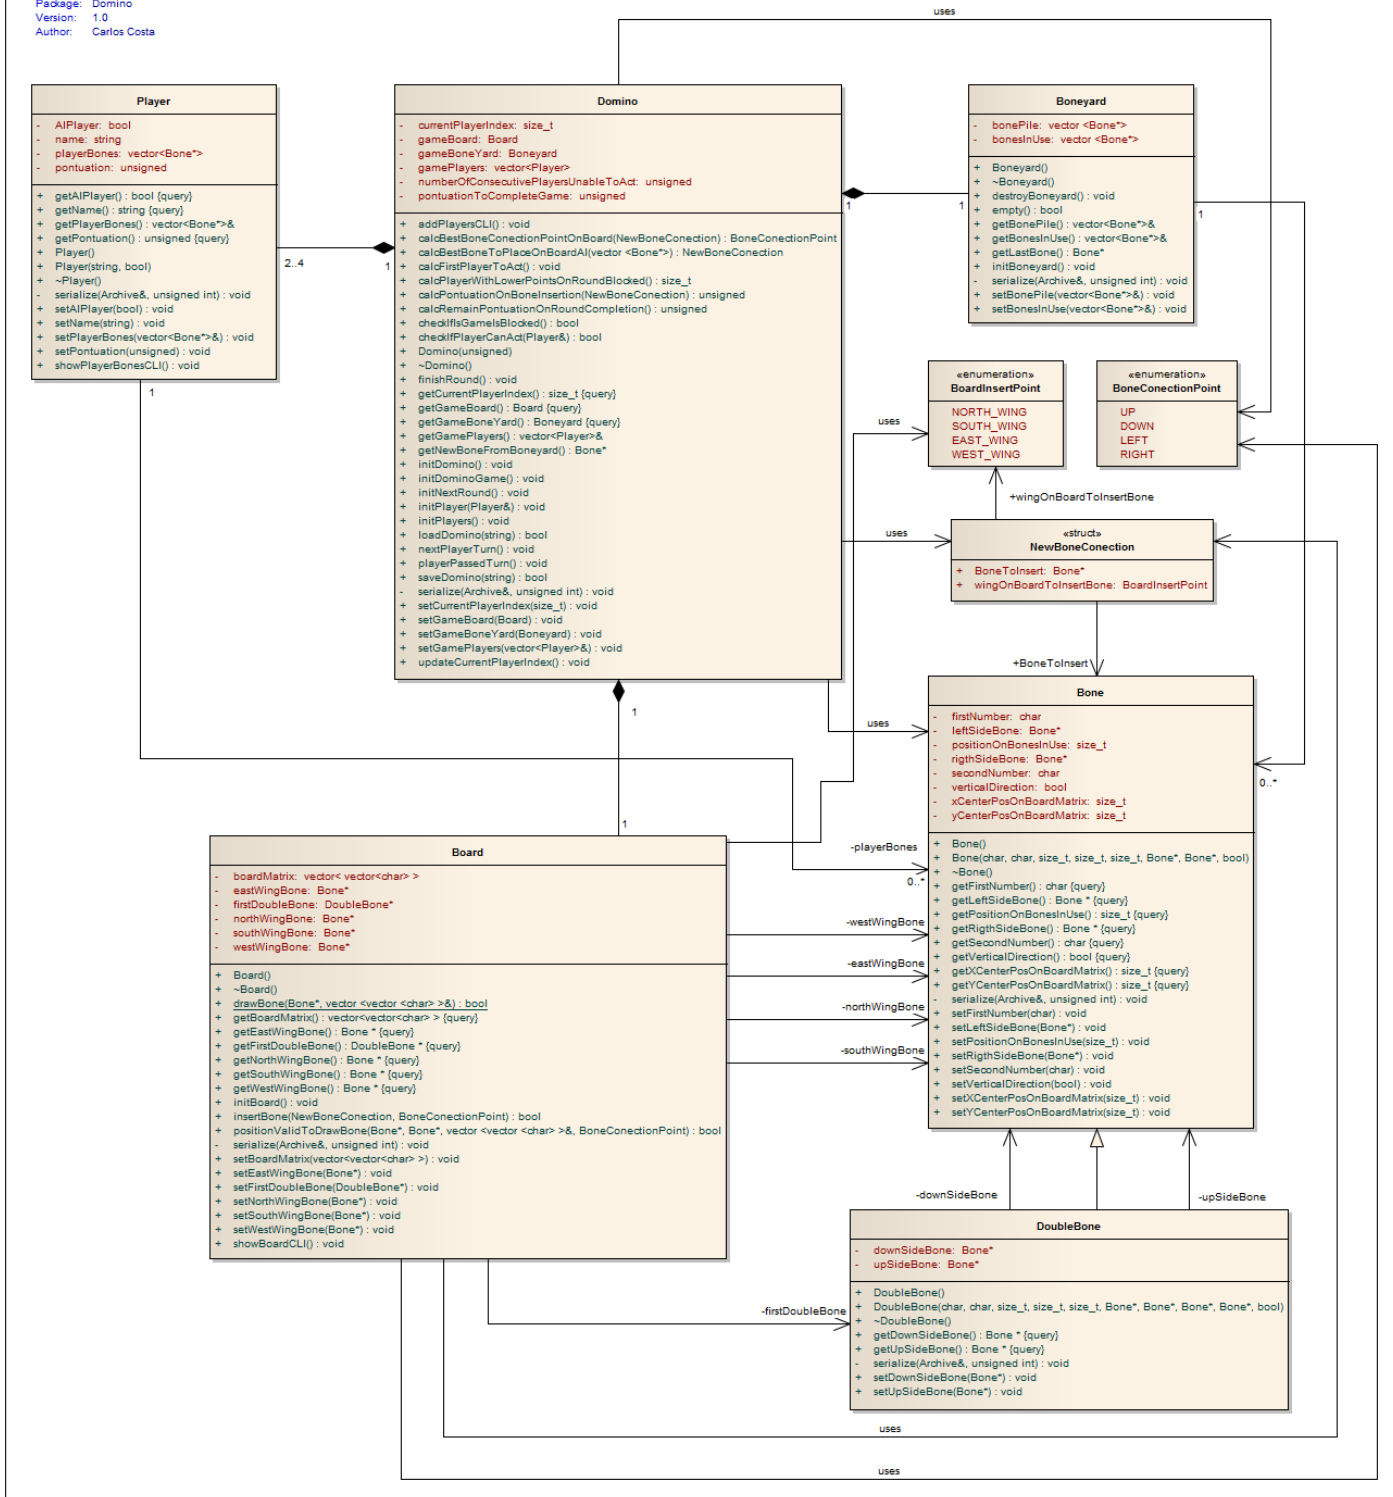 Package: Domino
Version: 1.0
Author: Carlos Costa
uses
Player
- AIPlayer: bool
- name: string
- playerBones: vector<Bone*>
- pontuation: unsigned
+ getAIPlayer() : bool {query}
+ getName() : string {query}
+ getPlayerBones() : vector<Bone*>&
+ getPontuation() : unsigned {query}
+ Player()
+ Player(string, bool)
+ ~Player()
- serialize(Archive&, unsigned int) : void
+ setAIPlayer(bool) : void
+ setName(string) : void
+ setPlayerBones(vector<Bone*>&) : void
+ setPontuation(unsigned) : void
+ showPlayerBonesCLI() : void
2..4
1
1
Domino
- currentPlayerIndex: size_t
- gameBoard: Board
- gameBoneYard: Boneyard
- gamePlayers: vector<Player>
- numberOfConsecutivePlayersUnableToAct: unsigned
- pontuationToCompleteGame: unsigned
+ addPlayersCLI() : void
+ calcBestBoneConectionPointOnBoard(NewBoneConection) : BoneConectionPoint
+ calcBestBoneToPlaceOnBoardAI(vector <Bone*>) : NewBoneConection
+ calcFirstPlayerToAct() : void
+ calcPlayerWithLowerPointsOnRoundBlocked() : size_t
+ calcPontuationOnBoneInsertion(NewBoneConection) : unsigned
+ calcRemainPontuationOnRoundCompletion() : unsigned
+ checkIfIsGameIsBlocked() : bool
+ checkIfPlayerCanAct(Player&) : bool
+ Domino(unsigned)
+ ~Domino()
+ finishRound() : void
+ getCurrentPlayerIndex() : size_t {query}
+ getGameBoard() : Board {query}
+ getGameBoneYard() : Boneyard {query}
+ getGamePlayers() : vector<Player>&
+ getNewBoneFromBoneyard() : Bone*
+ initDomino() : void
+ initDominoGame() : void
+ initNextRound() : void
+ initPlayer(Player&) : void
+ initPlayers() : void
+ loadDomino(string) : bool
+ nextPlayerTurn() : void
+ playerPassedTurn() : void
+ saveDomino(string) : bool
- serialize(Archive&, unsigned int) : void
+ setCurrentPlayerIndex(size_t) : void
+ setGameBoard(Board) : void
+ setGameBoneYard(Boneyard) : void
+ setGamePlayers(vector<Player>&) : void
+ updateCurrentPlayerIndex() : void
1
1
Boneyard
- bonePile: vector <Bone*>
- bonesInUse: vector <Bone*>
+ Boneyard()
+ ~Boneyard()
+ destroyBoneyard() : void
+ empty() : bool
+ getBonePile() : vector<Bone*>&
+ getBonesInUse() : vector<Bone*>&
+ getLastBone() : Bone*
+ initBoneyard() : void
- serialize(Archive&, unsigned int) : void
+ setBonePile(vector<Bone*>&) : void
+ setBonesInUse(vector<Bone*>&) : void
1
«enumeration»
BoardInsertPoint
NORTH_WING
SOUTH_WING
EAST_WING
WEST_WING
«enumeration»
BoneConectionPoint
UP
DOWN
LEFT
RIGHT
uses
+wingOnBoardToInsertBone
uses
«struct»
NewBoneConection
+ BoneToInsert: Bone*
+ wingOnBoardToInsertBone: BoardInsertPoint
+BoneToInsert
uses
1
1
0..*
Bone
- firstNumber: char
- leftSideBone: Bone*
- positionOnBonesInUse: size_t
- rigthSideBone: Bone*
- secondNumber: char
- verticalDirection: bool
- xCenterPosOnBoardMatrix: size_t
- yCenterPosOnBoardMatrix: size_t
+ Bone()
+ Bone(char, char, size_t, size_t, size_t, Bone*, Bone*, bool)
+ ~Bone()
+ getFirstNumber() : char {query}
+ getLeftSideBone() : Bone * {query}
+ getPositionOnBonesInUse() : size_t {query}
+ getRigthSideBone() : Bone * {query}
+ getSecondNumber() : char {query}
+ getVerticalDirection() : bool {query}
+ getXCenterPosOnBoardMatrix() : size_t {query}
+ getYCenterPosOnBoardMatrix() : size_t {query}
- serialize(Archive&, unsigned int) : void
+ setFirstNumber(char) : void
+ setLeftSideBone(Bone*) : void
+ setPositionOnBonesInUse(size_t) : void
+ setRigthSideBone(Bone*) : void
+ setSecondNumber(char) : void
+ setVerticalDirection(bool) : void
+ setXCenterPosOnBoardMatrix(size_t) : void
+ setYCenterPosOnBoardMatrix(size_t) : void
-playerBones
0..*
-westWingBone
-eastWingBone
-northWingBone
-southWingBone
Board
- boardMatrix: vector< vector<char> >
- eastWingBone: Bone*
- firstDoubleBone: DoubleBone*
- northWingBone: Bone*
- southWingBone: Bone*
- westWingBone: Bone*
+ Board()
+ ~Board()
+ drawBone(Bone*, vector <vector <char> >&) : bool
+ getBoardMatrix() : vector<vector<char> > {query}
+ getEastWingBone() : Bone * {query}
+ getFirstDoubleBone() : DoubleBone * {query}
+ getNorthWingBone() : Bone * {query}
+ getSouthWingBone() : Bone * {query}
+ getWestWingBone() : Bone * {query}
+ initBoard() : void
+ insertBone(NewBoneConection, BoneConectionPoint) : bool
+ positionValidToDrawBone(Bone*, Bone*, vector <vector <char> >&, BoneConectionPoint) : bool
- serialize(Archive&, unsigned int) : void
+ setBoardMatrix(vector<vector<char> >) : void
+ setEastWingBone(Bone*) : void
+ setFirstDoubleBone(DoubleBone*) : void
+ setNorthWingBone(Bone*) : void
+ setSouthWingBone(Bone*) : void
+ setWestWingBone(Bone*) : void
+ showBoardCLI() : void
-downSideBone
-upSideBone
-firstDoubleBone
DoubleBone
- downSideBone: Bone*
- upSideBone: Bone*
+ DoubleBone()
+ DoubleBone(char, char, size_t, size_t, size_t, Bone*, Bone*, Bone*, Bone*, bool)
+ ~DoubleBone()
+ getDownSideBone() : Bone * {query}
+ getUpSideBone() : Bone * {query}
- serialize(Archive&, unsigned int) : void
+ setDownSideBone(Bone*) : void
+ setUpSideBone(Bone*) : void
uses
uses